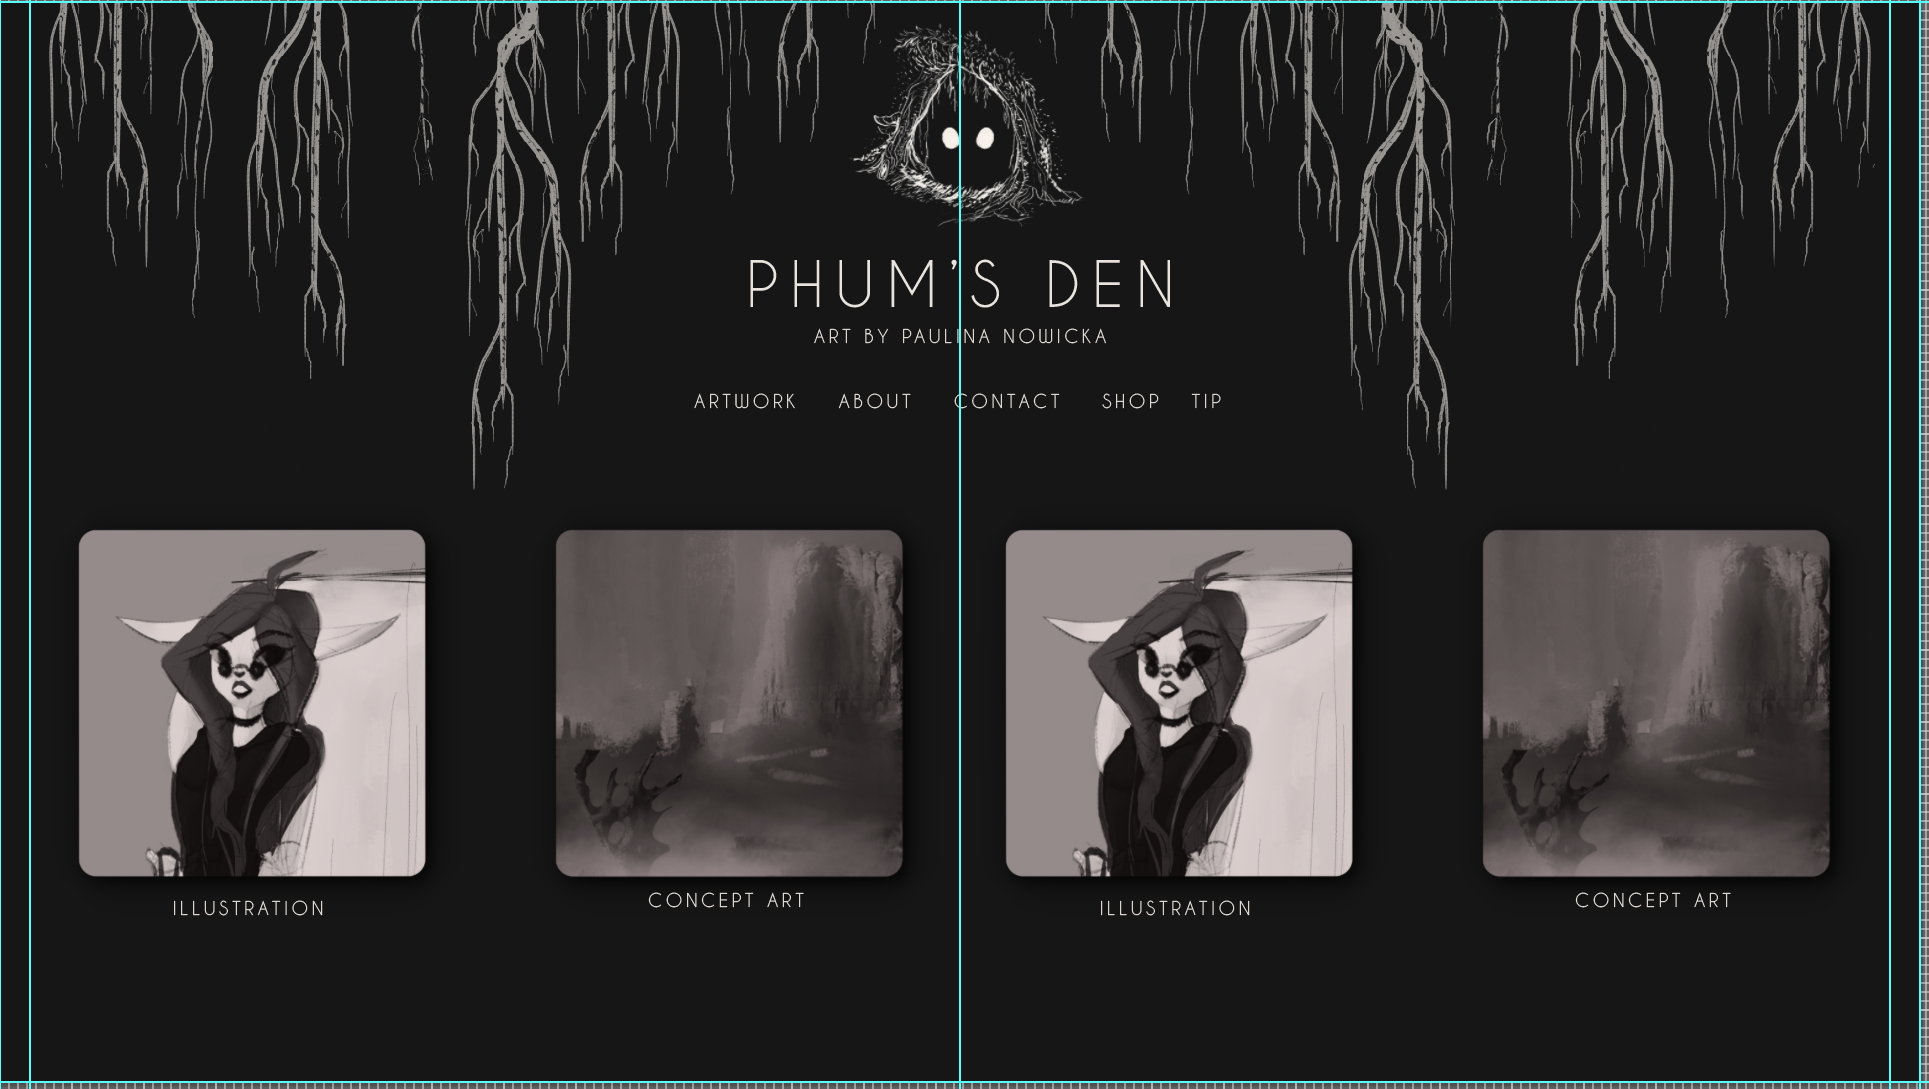 PHUM'S DEN
ART BY PAULINA NOWICKA
ARTWORK ABOUT CONTACT SHOP TIP
ILLUSTRATION
CONCEPT ART
ILLUSTRATION
CONCEPT ART